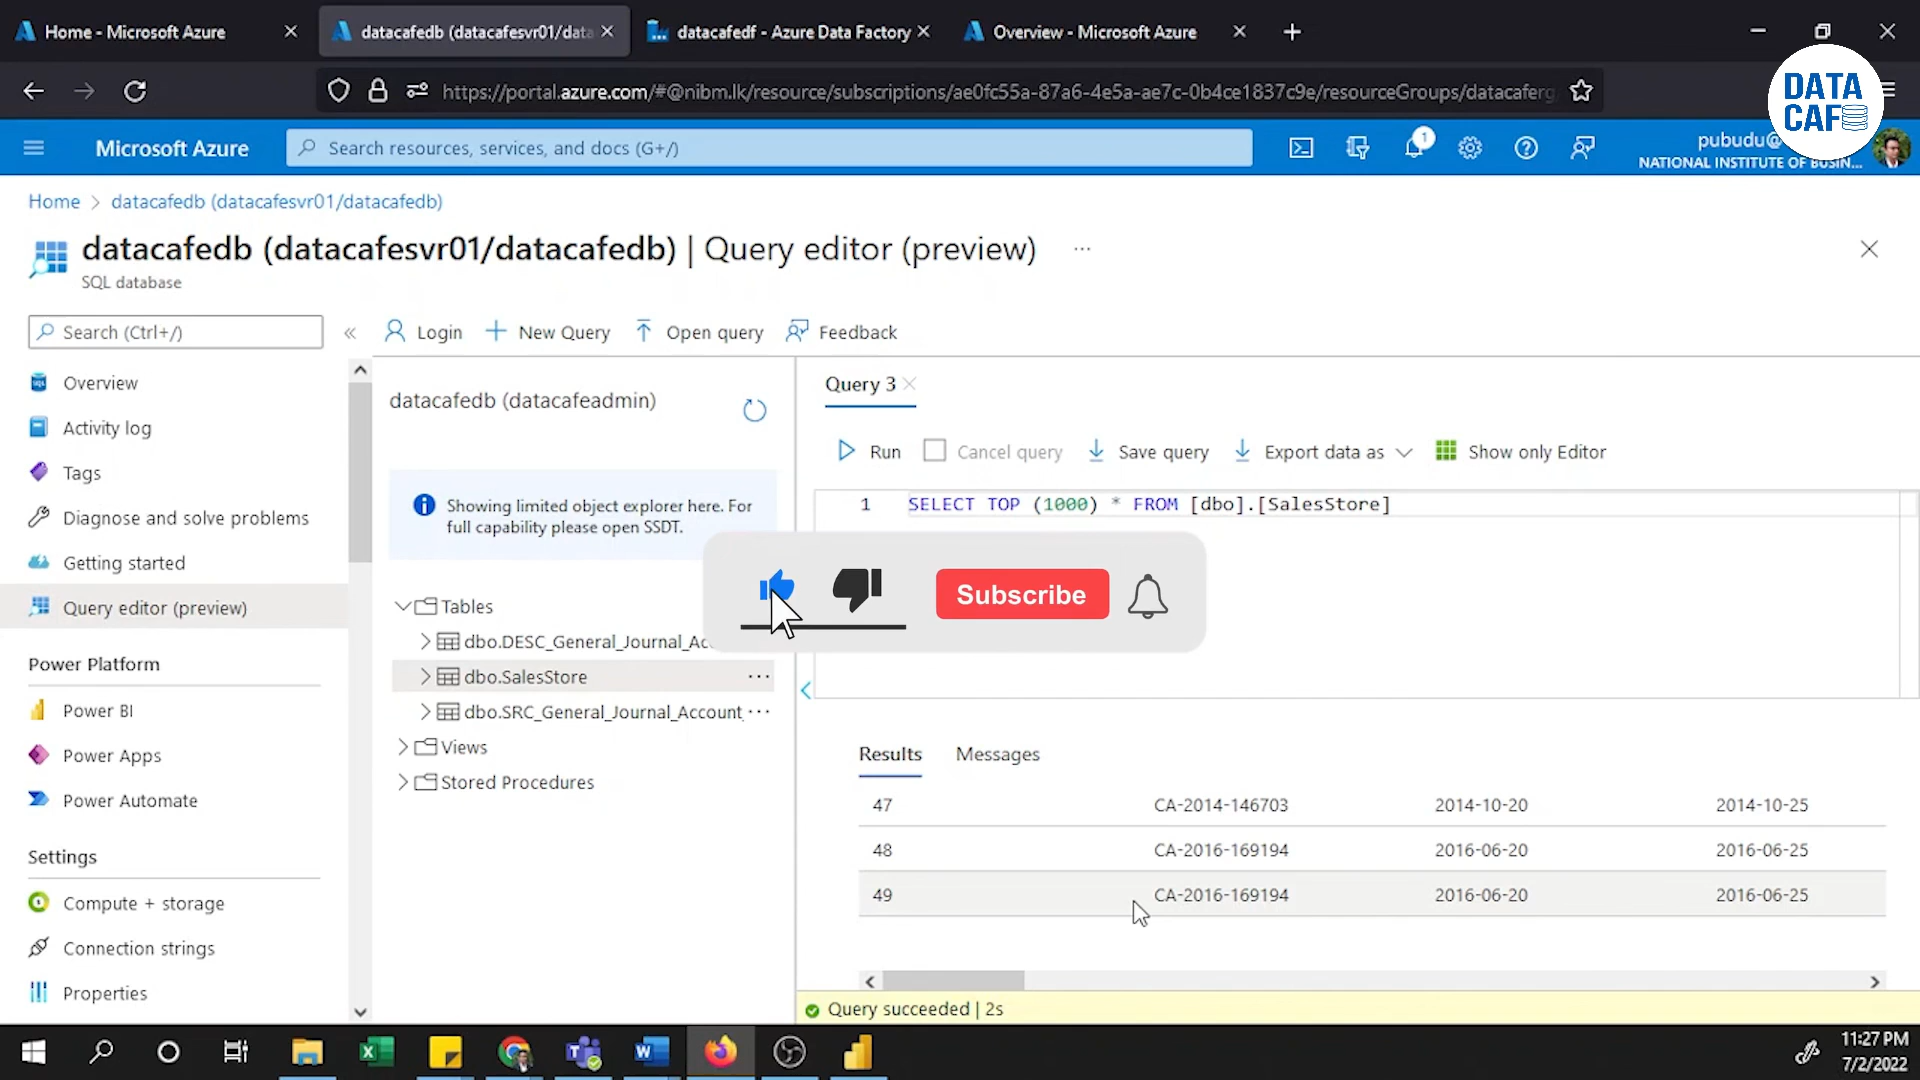 Home - Microsoft Azure
datacafedb (datacafesvr01/data
datacafedf - Azure Data Factory
Overview - Microsoft Azure
https://portal.azure.com/#@nibm.lk/resource/subscriptions/ae0fc55a-87a6-4e5a-ae7c-0b4ce1837c9e/resourceGroups/datacaferg
DATA
CAF
Microsoft Azure
Search resources, services, and docs (G+/)
1
pubudu@
NATIONAL INSTITUTE OF BUSIN...
Home > datacafedb (datacafesvr01/datacafedb)
datacafedb (datacafesvr01/datacafedb) | Query editor (preview) ...
SQL database
Search (Ctrl+/)
Login
New Query
Open query
Feedback
Overview
Activity log
Tags
Diagnose and solve problems
Getting started
Query editor (preview)
Power Platform
Power BI
Power Apps
Power Automate
Settings
Compute + storage
Connection strings
Properties
datacafedb (datacafeadmin)
Showing limited object explorer here. For
full capability please open SSDT.
Tables
dbo.DESC_General_Journal_Ac
dbo.SalesStore ...
dbo.SRC_General_Journal_Account_ ...
Views
Stored Procedures
Query 3
Run
Cancel query
Save query
Export data as
Show only Editor
1 SELECT TOP (1000) * FROM [dbo].[SalesStore]
Subscribe
Results
Messages
47 CA-2014-146703 2014-10-20 2014-10-25
48 CA-2016-169194 2016-06-20 2016-06-25
49 CA-2016-169194 2016-06-20 2016-06-25
Query succeeded | 2s
11:27 PM
7/2/2022